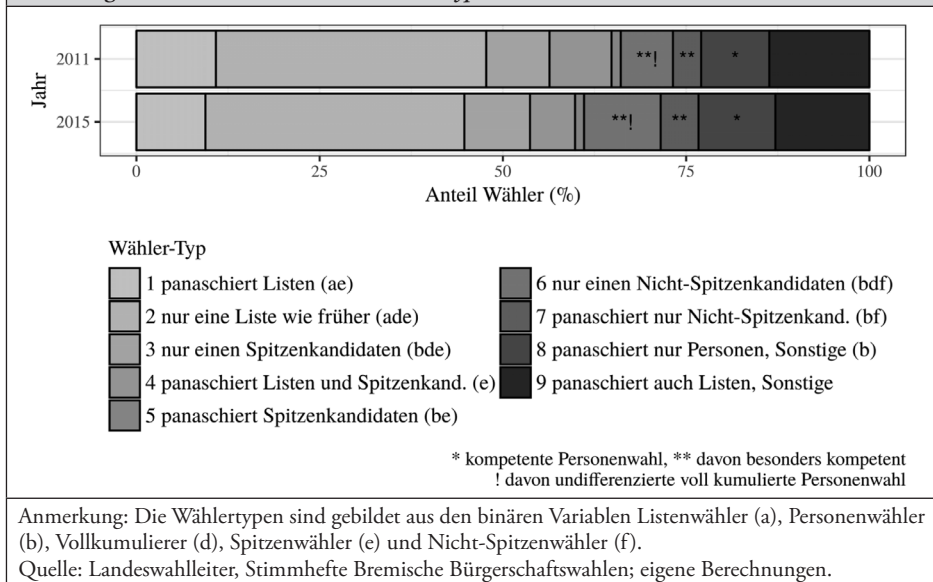 2011
**!
**
*
Jahr
2015
**!
**
*
0 25 50 75 100
Anteil Wähler (%)
Wähler-Typ
1 panaschiert Listen (ae)
2 nur eine Liste wie früher (ade)
3 nur einen Spitzenkandidaten (bde)
4 panaschiert Listen und Spitzenkand. (e)
5 panaschiert Spitzenkandidaten (be)
6 nur einen Nicht-Spitzenkandidaten (bdf)
7 panaschiert nur Nicht-Spitzenkand. (bf)
8 panaschiert nur Personen, Sonstige (b)
9 panaschiert auch Listen, Sonstige
* kompetente Personenwahl, ** davon besonders kompetent
! davon undifferenzierte voll kumulierte Personenwahl
Anmerkung: Die Wählertypen sind gebildet aus den binären Variablen Listenwähler (a), Personenwähler
(b), Vollkumulierer (d), Spitzenwähler (e) und Nicht-Spitzenwähler (f).
Quelle: Landeswahlleiter, Stimmhefte Bremische Bürgerschaftswahlen; eigene Berechnungen.